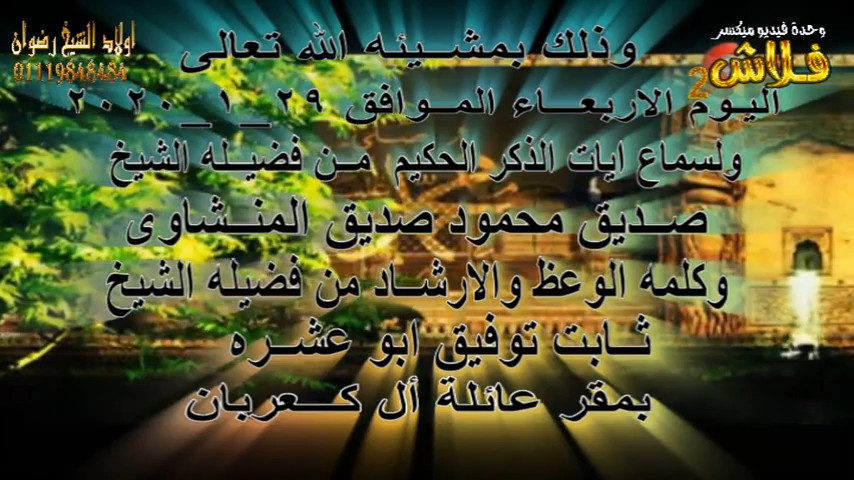 وحدة فيديو ميكسر
فلاش 2
اولاد الشيخ رضوان
01119848484
وذلك بمشيئه الله تعالى
اليوم الاربعاء الموافق ٢٩_١_٢٠٢٠
ولسماع ايات الذكر الحكيم من فضيله الشيخ
صديق محمود صديق المنشاوى
وكلمه الوعظ والارشاد من فضيله الشيخ
ثابت توفيق ابو عشره
بمقر عائلة أل كعربان